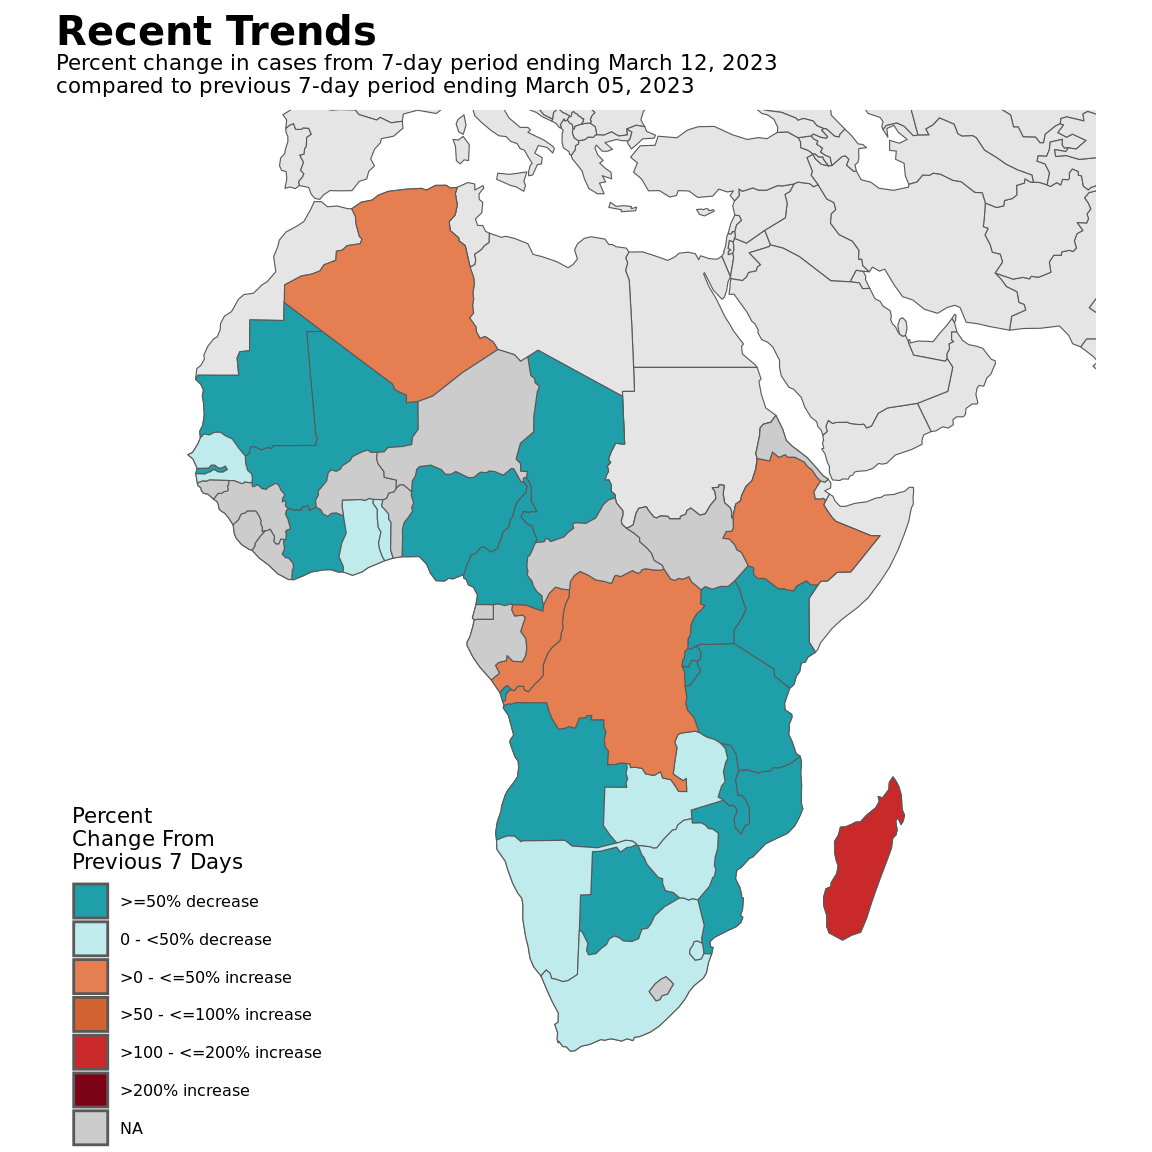 Recent Trends
Percent change in cases from 7-day period ending March 12, 2023
compared to previous 7-day period ending March 05, 2023
Percent
Change From
Previous 7 Days
>=50% decrease
0 - <50% decrease
>0 - <=50% increase
>50 - <=100% increase
>100 - <=200% increase
>200% increase
NA